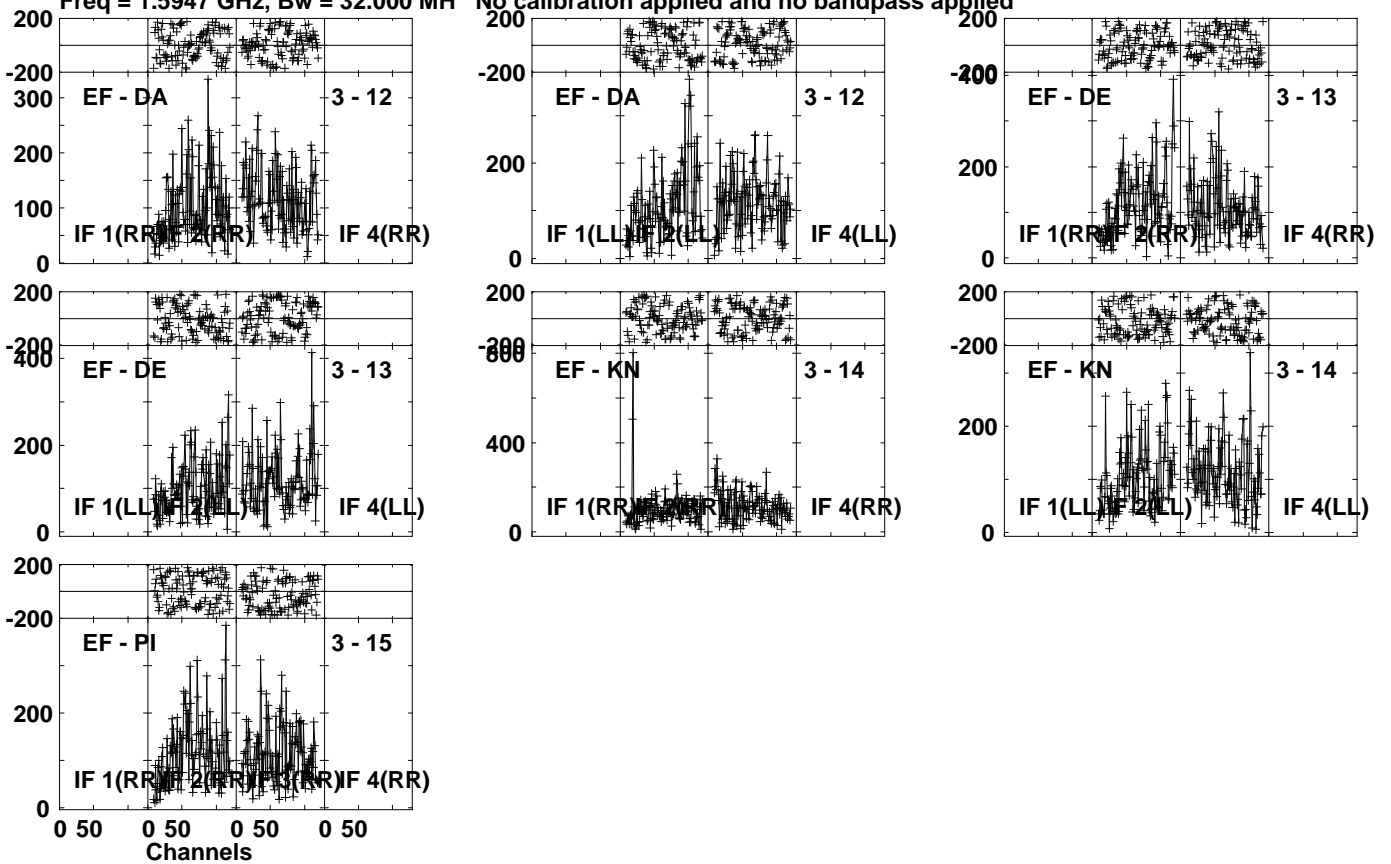 Freq = 1.5947 GHz, Bw = 32.000 MH No calibration applied and no bandpass applied
200
-200
300
200
100
0
EF - DA
3 - 12
IF 1(RR) IF 2(RR)
IF 4(RR)
200
-200
200
0
EF - DA
3 - 12
IF 1(LL) IF 2(LL)
IF 4(LL)
200
-200
400
200
0
EF - DE
3 - 13
IF 1(RR) IF 2(RR)
IF 4(RR)
200
-200
400
200
0
EF - DE
3 - 13
IF 1(LL) IF 2(LL)
IF 4(LL)
200
-200
800
400
0
EF - KN
3 - 14
IF 1(RR) IF 2(RR)
IF 4(RR)
200
-200
200
0
EF - KN
3 - 14
IF 1(LL) IF 2(LL)
IF 4(LL)
200
-200
200
0
EF - PI
3 - 15
IF 1(RR) IF 2(RR) IF 3(RR) IF 4(RR)
0 50 0 50 0 50 0 50
Channels